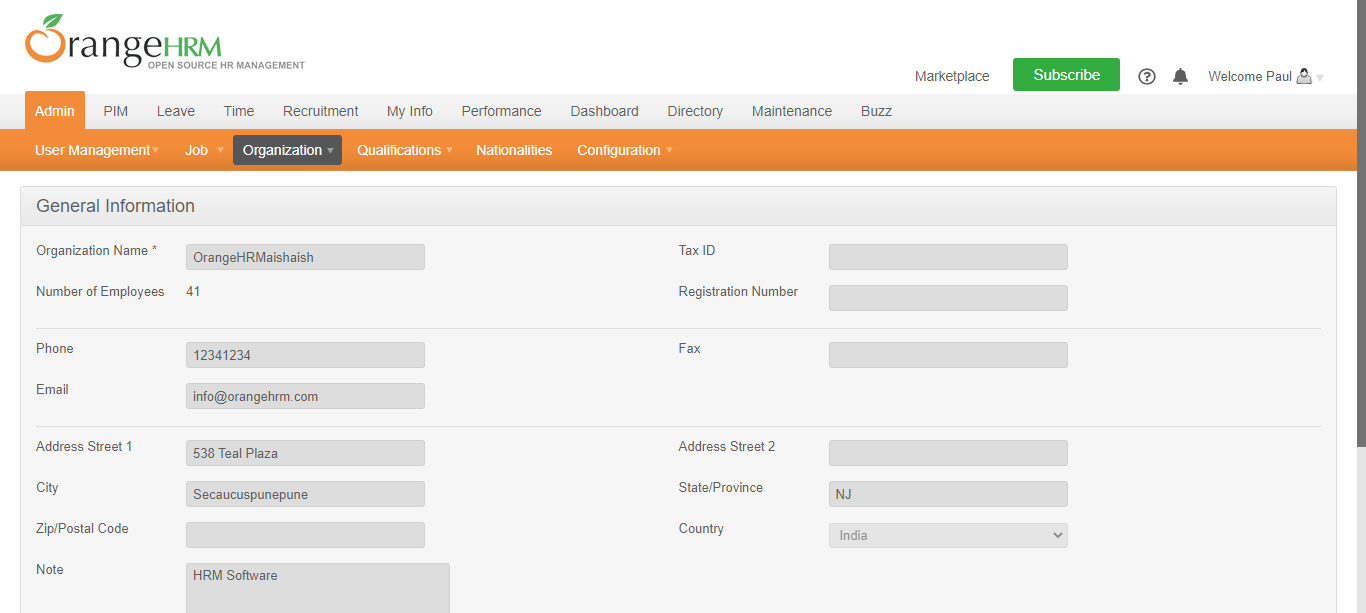 OrangeHRM
OPEN SOURCE HR MANAGEMENT
Marketplace Subscribe ? Welcome Paul
Admin PIM Leave Time Recruitment My Info Performance Dashboard Directory Maintenance Buzz
User Management Job Organization Qualifications Nationalities Configuration
General Information
Organization Name * OrangeHRMaishaish Tax ID
Number of Employees 41 Registration Number
Phone 12341234 Fax
Email info@orangehrm.com
Address Street 1 538 Teal Plaza Address Street 2
City Secaucuspunepune State/Province NJ
Zip/Postal Code Country India
Note HRM Software